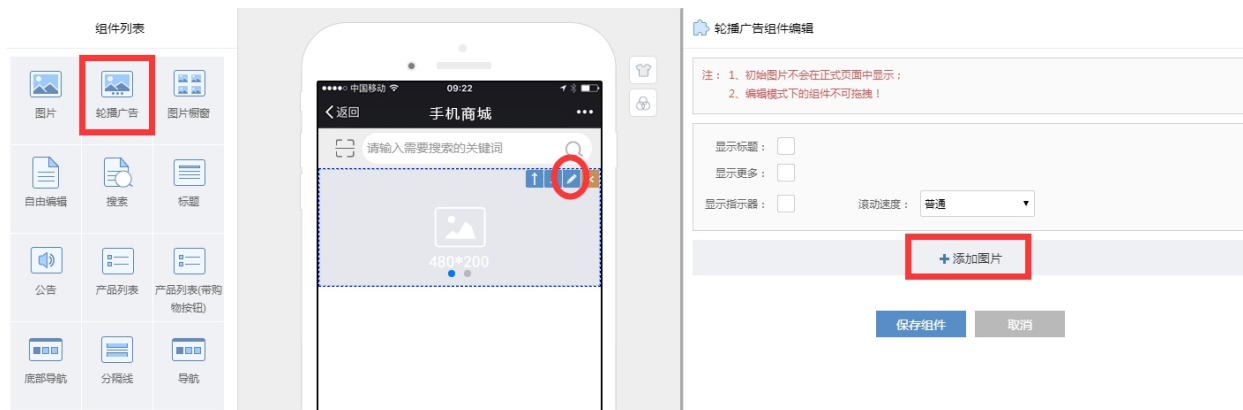 组件列表
图片
轮播广告
图片橱窗
自由编辑
搜索
标题
公告
产品列表
产品列表(带购
物按钮)
底部导航
分隔线
导航
中国移动
09:22
返回
手机商城
请输入需要搜索的关键词
480*200
轮播广告组件编辑
注： 1、初始图片不会在正式页面中显示；
2、编辑模式下的组件不可拖拽！
显示标题：
显示更多：
显示指示器：
滚动速度： 普通
+添加图片
保存组件
取消